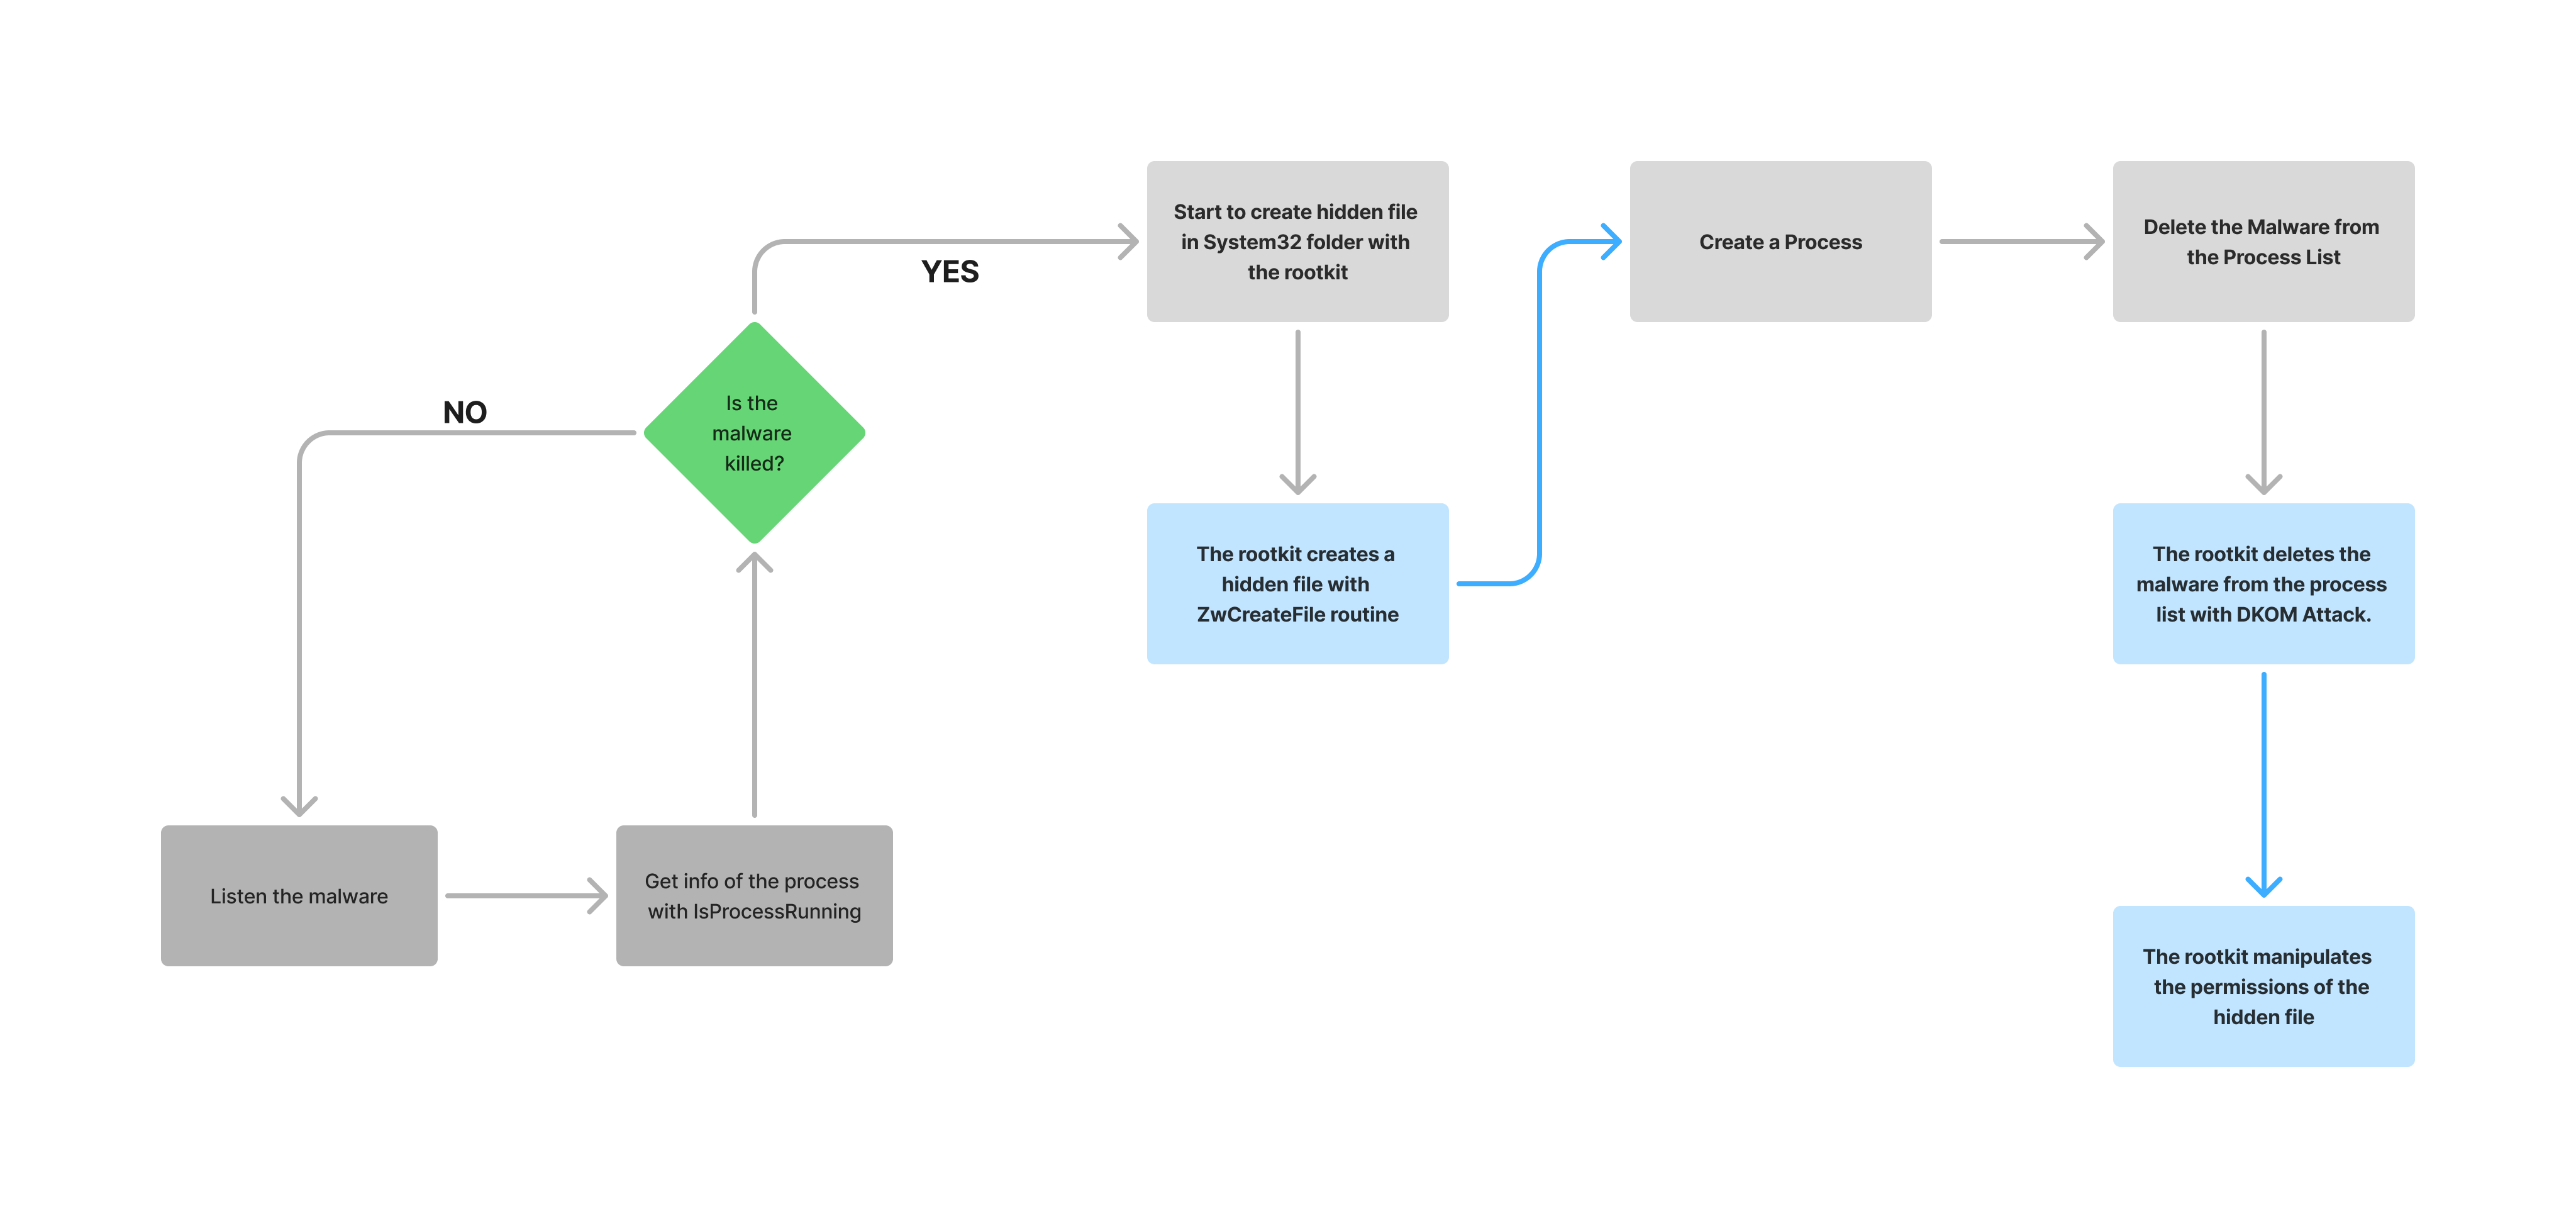 Start to create hidden file
in System32 folder with
the rootkit
Create a Process
Delete the Malware from
the Process List
YES
NO
Is the
malware
killed?
The rootkit creates a
hidden file with
ZwCreateFile routine
The rootkit deletes the
malware from the process
list with DKOM Attack.
Listen the malware
Get info of the process
with IsProcessRunning
The rootkit manipulates
the permissions of the
hidden file